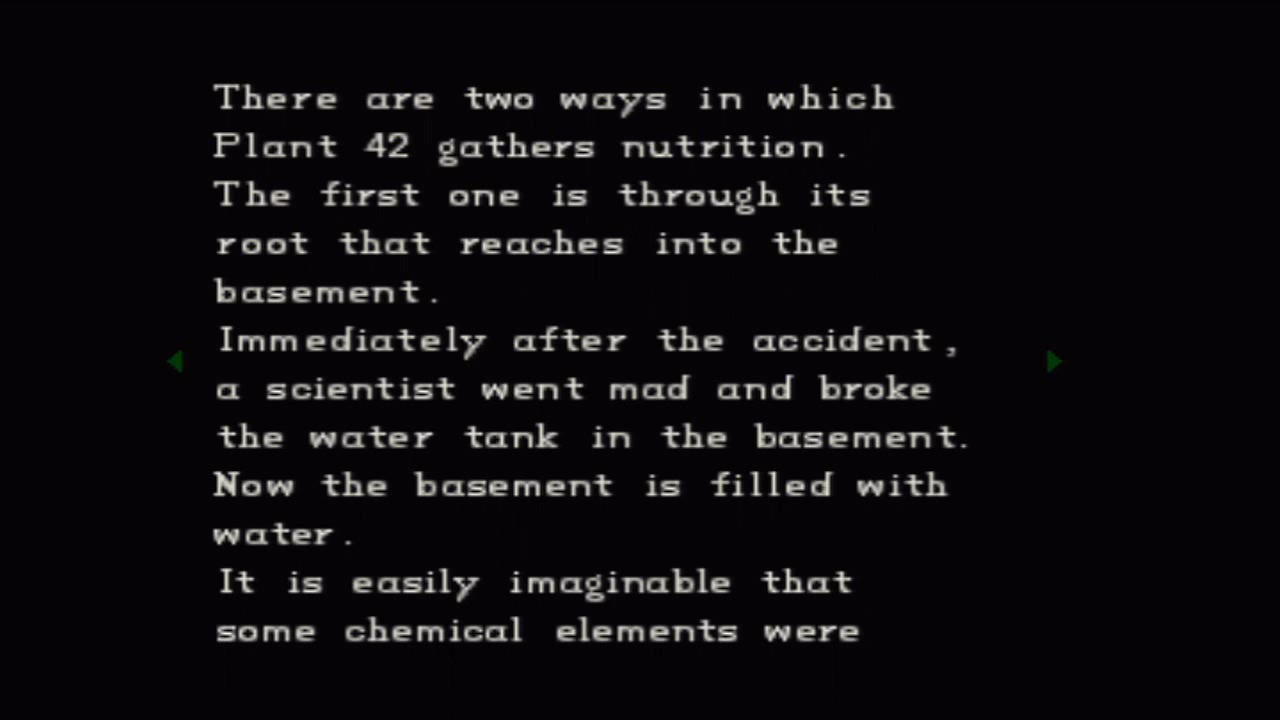 There are two ways in which
Plant 42 gathers nutrition.
The first one is through its
root that reaches into the
basement.
Immediately after the accident,
a scientist went mad and broke
the water tank in the basement.
Now the basement is filled with
water.
It is easily imaginable that
some chemical elements were